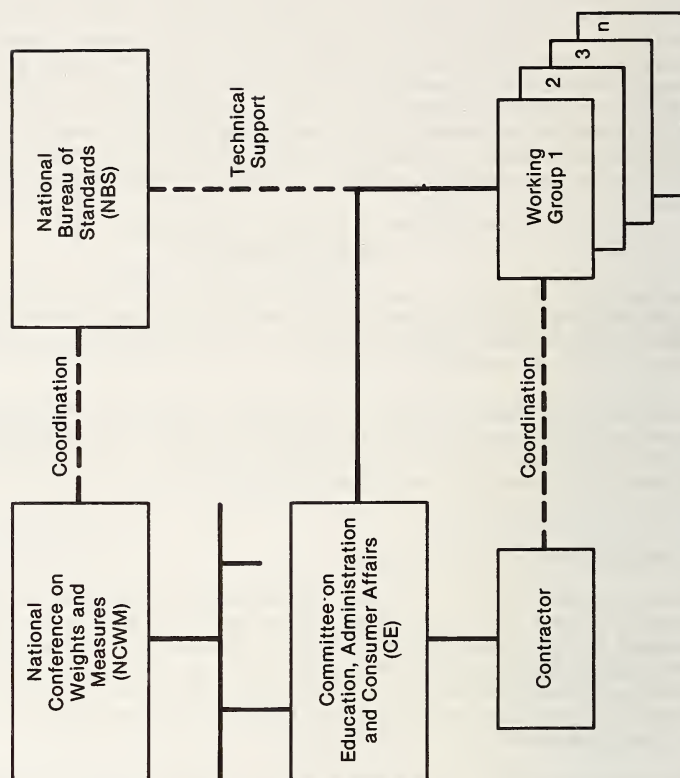 National
Conference on
Weights and
Measures
(NCWM)
Coordination
National
Bureau of
Standards
(NBS)
Technical
Support
Committee on
Education, Administration
and Consumer Affairs
(CE)
Contractor
Coordination
Working
Group 1
2
3
n